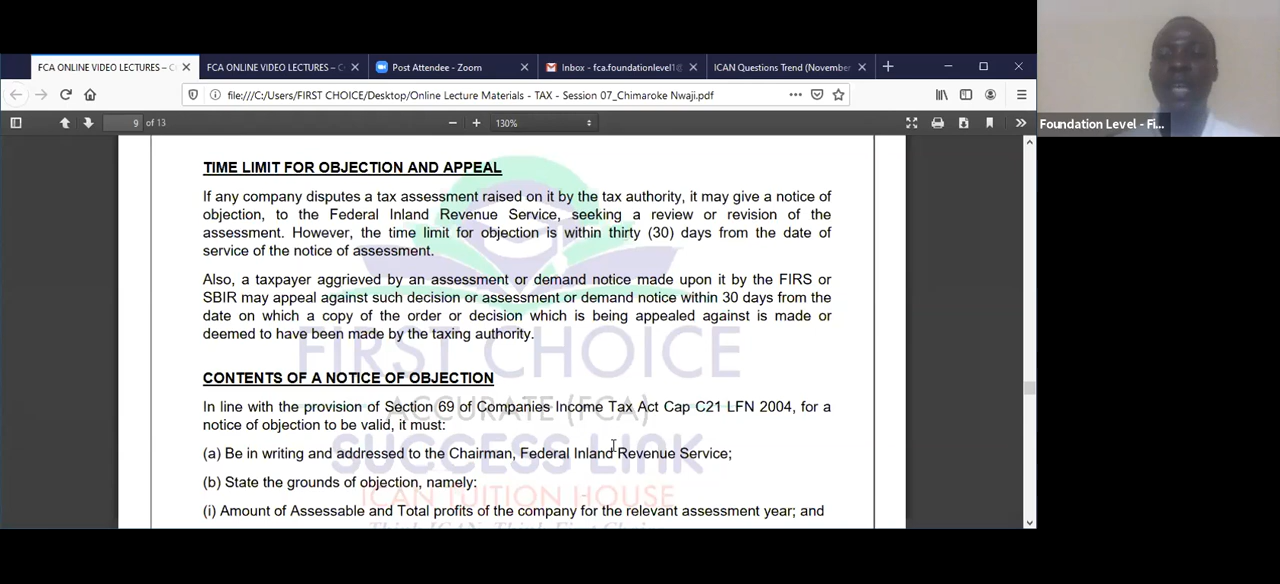 FCA ONLINE VIDEO LECTURES – C
FCA ONLINE VIDEO LECTURES – C
Post Attendee - Zoom
Inbox - fca.foundationlevel1@
ICAN Questions Trend (November
file:///C:/Users/FIRST CHOICE/Desktop/Online Lecture Materials - TAX - Session 07_Chimaroke Nwaji.pdf
9 of 13
130%
Foundation Level - Fi...
TIME LIMIT FOR OBJECTION AND APPEAL
If any company disputes a tax assessment raised on it by the tax authority, it may give a notice of
objection, to the Federal Inland Revenue Service, seeking a review or revision of the
assessment. However, the time limit for objection is within thirty (30) days from the date of
service of the notice of assessment.
Also, a taxpayer aggrieved by an assessment or demand notice made upon it by the FIRS or
SBIR may appeal against such decision or assessment or demand notice within 30 days from the
date on which a copy of the order or decision which is being appealed against is made or
deemed to have been made by the taxing authority.
FIRST CHOICE
CONTENTS OF A NOTICE OF OBJECTION
In line with the provision of Section 69 of Companies Income Tax Act Cap C21 LFN 2004, for a
ACCURATE (FCA)
notice of objection to be valid, it must:
(a) Be in writing and addressed to the Chairman, Federal Inland Revenue Service;
SUCCESS LINK
(b) State the grounds of objection, namely:
ICAN TUITION HOUSE
(i) Amount of Assessable and Total profits of the company for the relevant assessment year; and